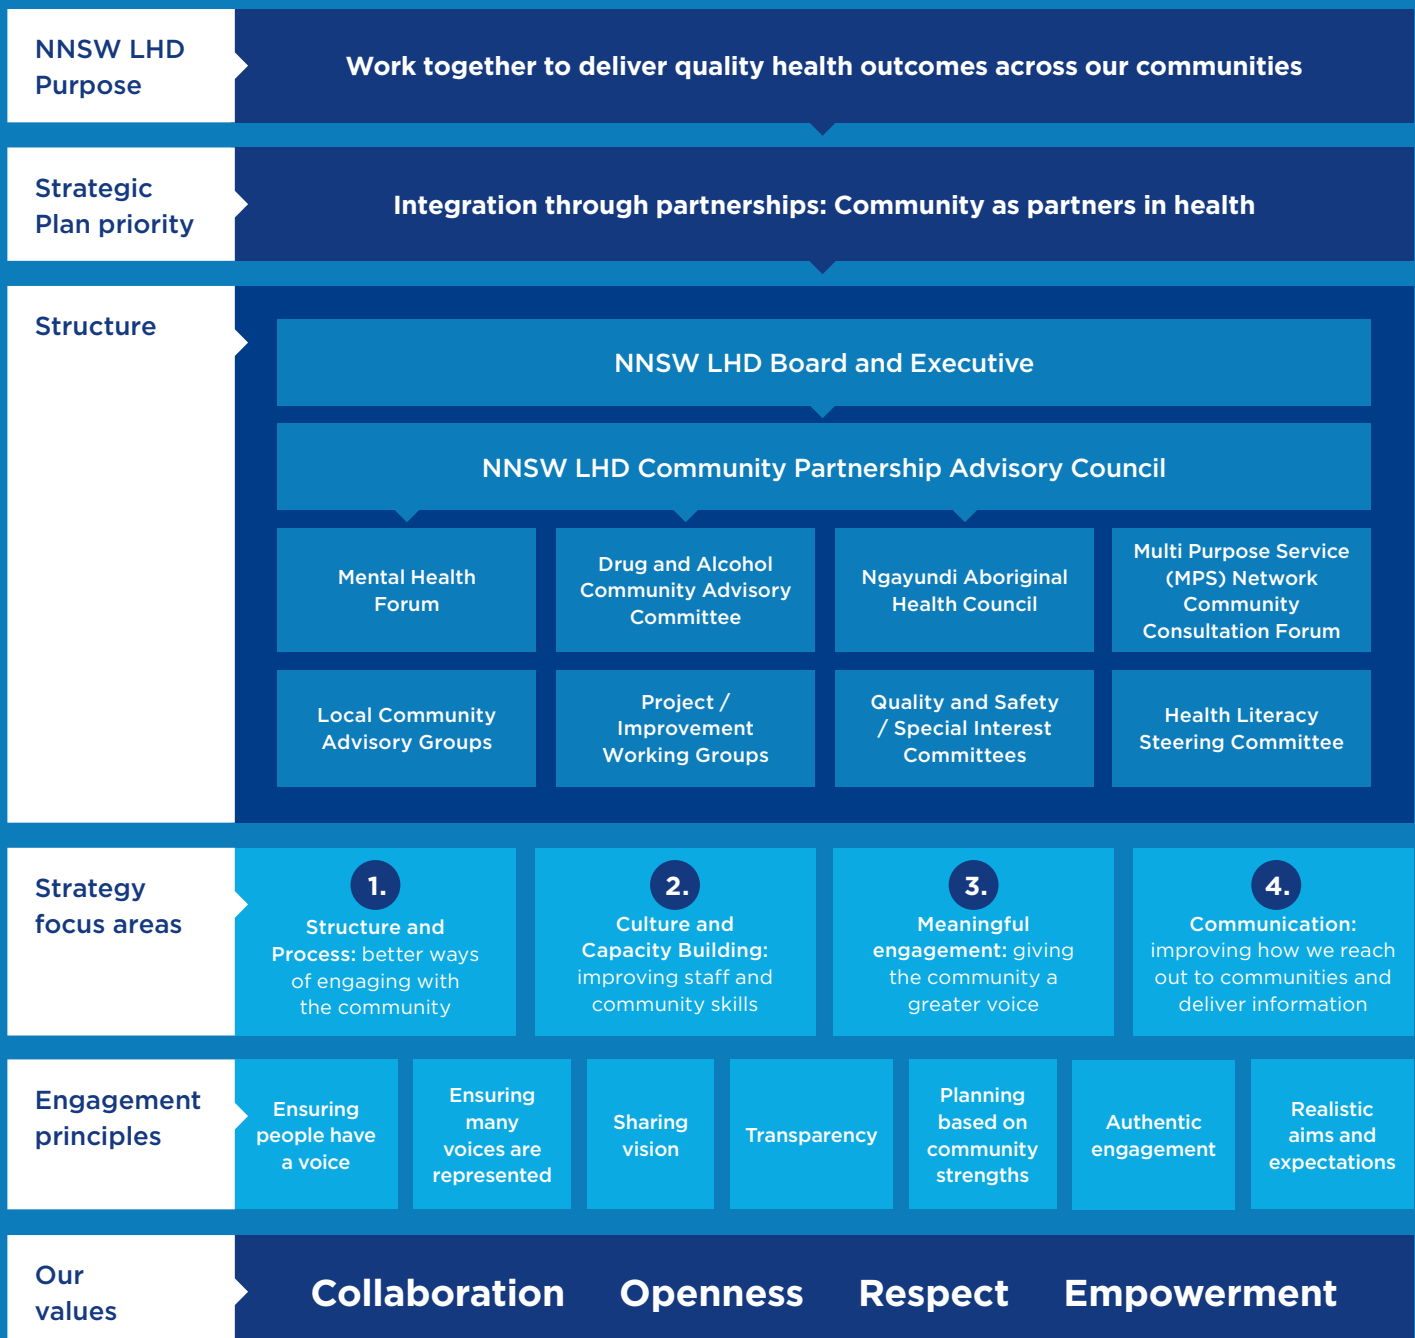 NNSW LHD
Purpose
Work together to deliver quality health outcomes across our communities
Strategic
Plan priority
Integration through partnerships: Community as partners in health
Structure
NNSW LHD Board and Executive
NNSW LHD Community Partnership Advisory Council
Mental Health
Forum
Drug and Alcohol
Community Advisory
Committee
Ngayundi Aboriginal
Health Council
Multi Purpose Service
(MPS) Network
Community
Consultation Forum
Local Community
Advisory Groups
Project /
Improvement
Working Groups
Quality and Safety
/ Special Interest
Committees
Health Literacy
Steering Committee
Strategy
focus areas
1.
Structure and
Process: better ways
of engaging with
the community
2.
Culture and
Capacity Building:
improving staff and
community skills
3.
Meaningful
engagement: giving
the community a
greater voice
4.
Communication:
improving how we reach
out to communities and
deliver information
Engagement
principles
Ensuring
people have
a voice
Ensuring
many
voices are
represented
Sharing
vision
Transparency
Planning
based on
community
strengths
Authentic
engagement
Realistic
aims and
expectations
Our
values
Collaboration Openness Respect Empowerment